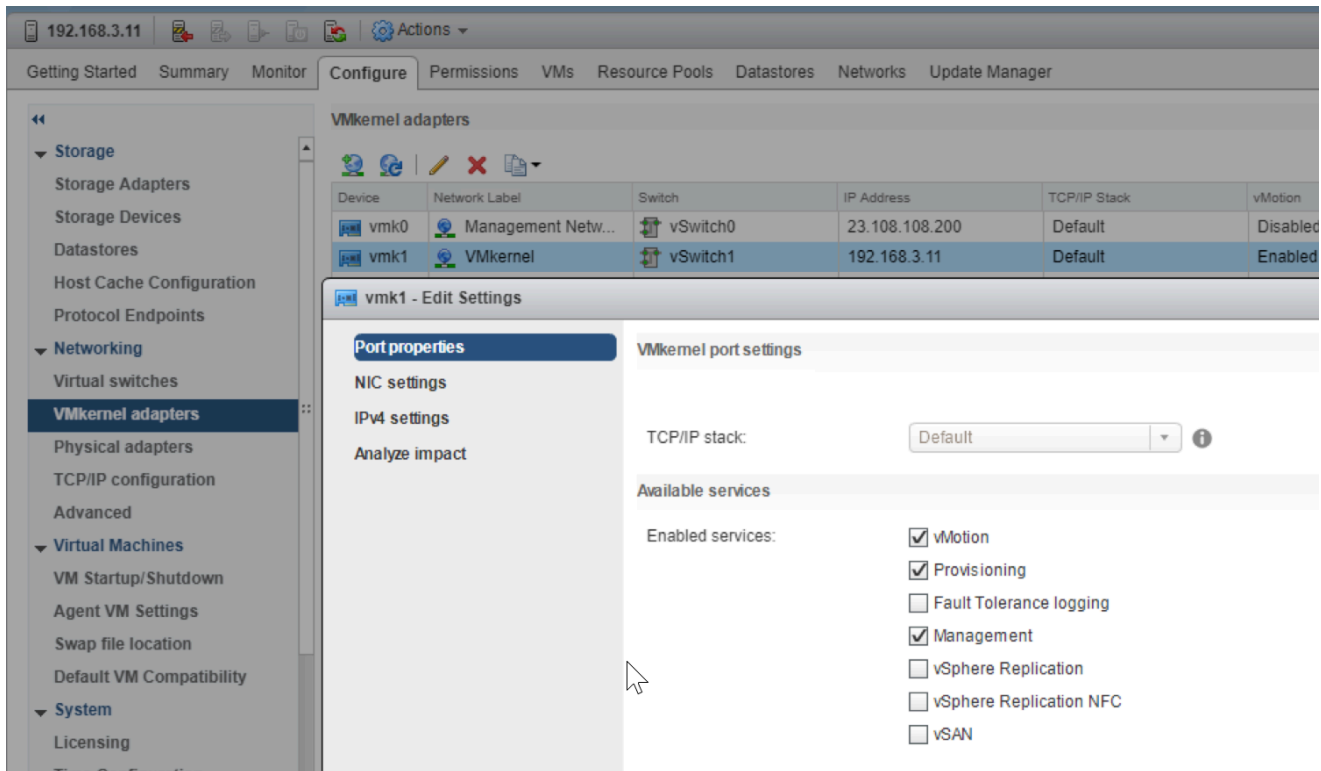 192.168.3.11 Actions
Getting Started Summary Monitor Configure Permissions VMs Resource Pools Datastores Networks Update Manager
Storage
Storage Adapters
Storage Devices
Datastores
Host Cache Configuration
Protocol Endpoints
Networking
Virtual switches
VMkernel adapters
Physical adapters
TCP/IP configuration
Advanced
Virtual Machines
VM Startup/Shutdown
Agent VM Settings
Swap file location
Default VM Compatibility
System
Licensing
VMkernel adapters
Device Network Label Switch IP Address TCP/IP Stack vMotion
vmk0 Management Netw... vSwitch0 23.108.108.200 Default Disabled
vmk1 VMkernel vSwitch1 192.168.3.11 Default Enabled
vmk1 - Edit Settings
Port properties
NIC settings
IPv4 settings
Analyze impact
VMkernel port settings
TCP/IP stack: Default
Available services
Enabled services: vMotion
Provisioning
Fault Tolerance logging
Management
vSphere Replication
vSphere Replication NFC
vSAN